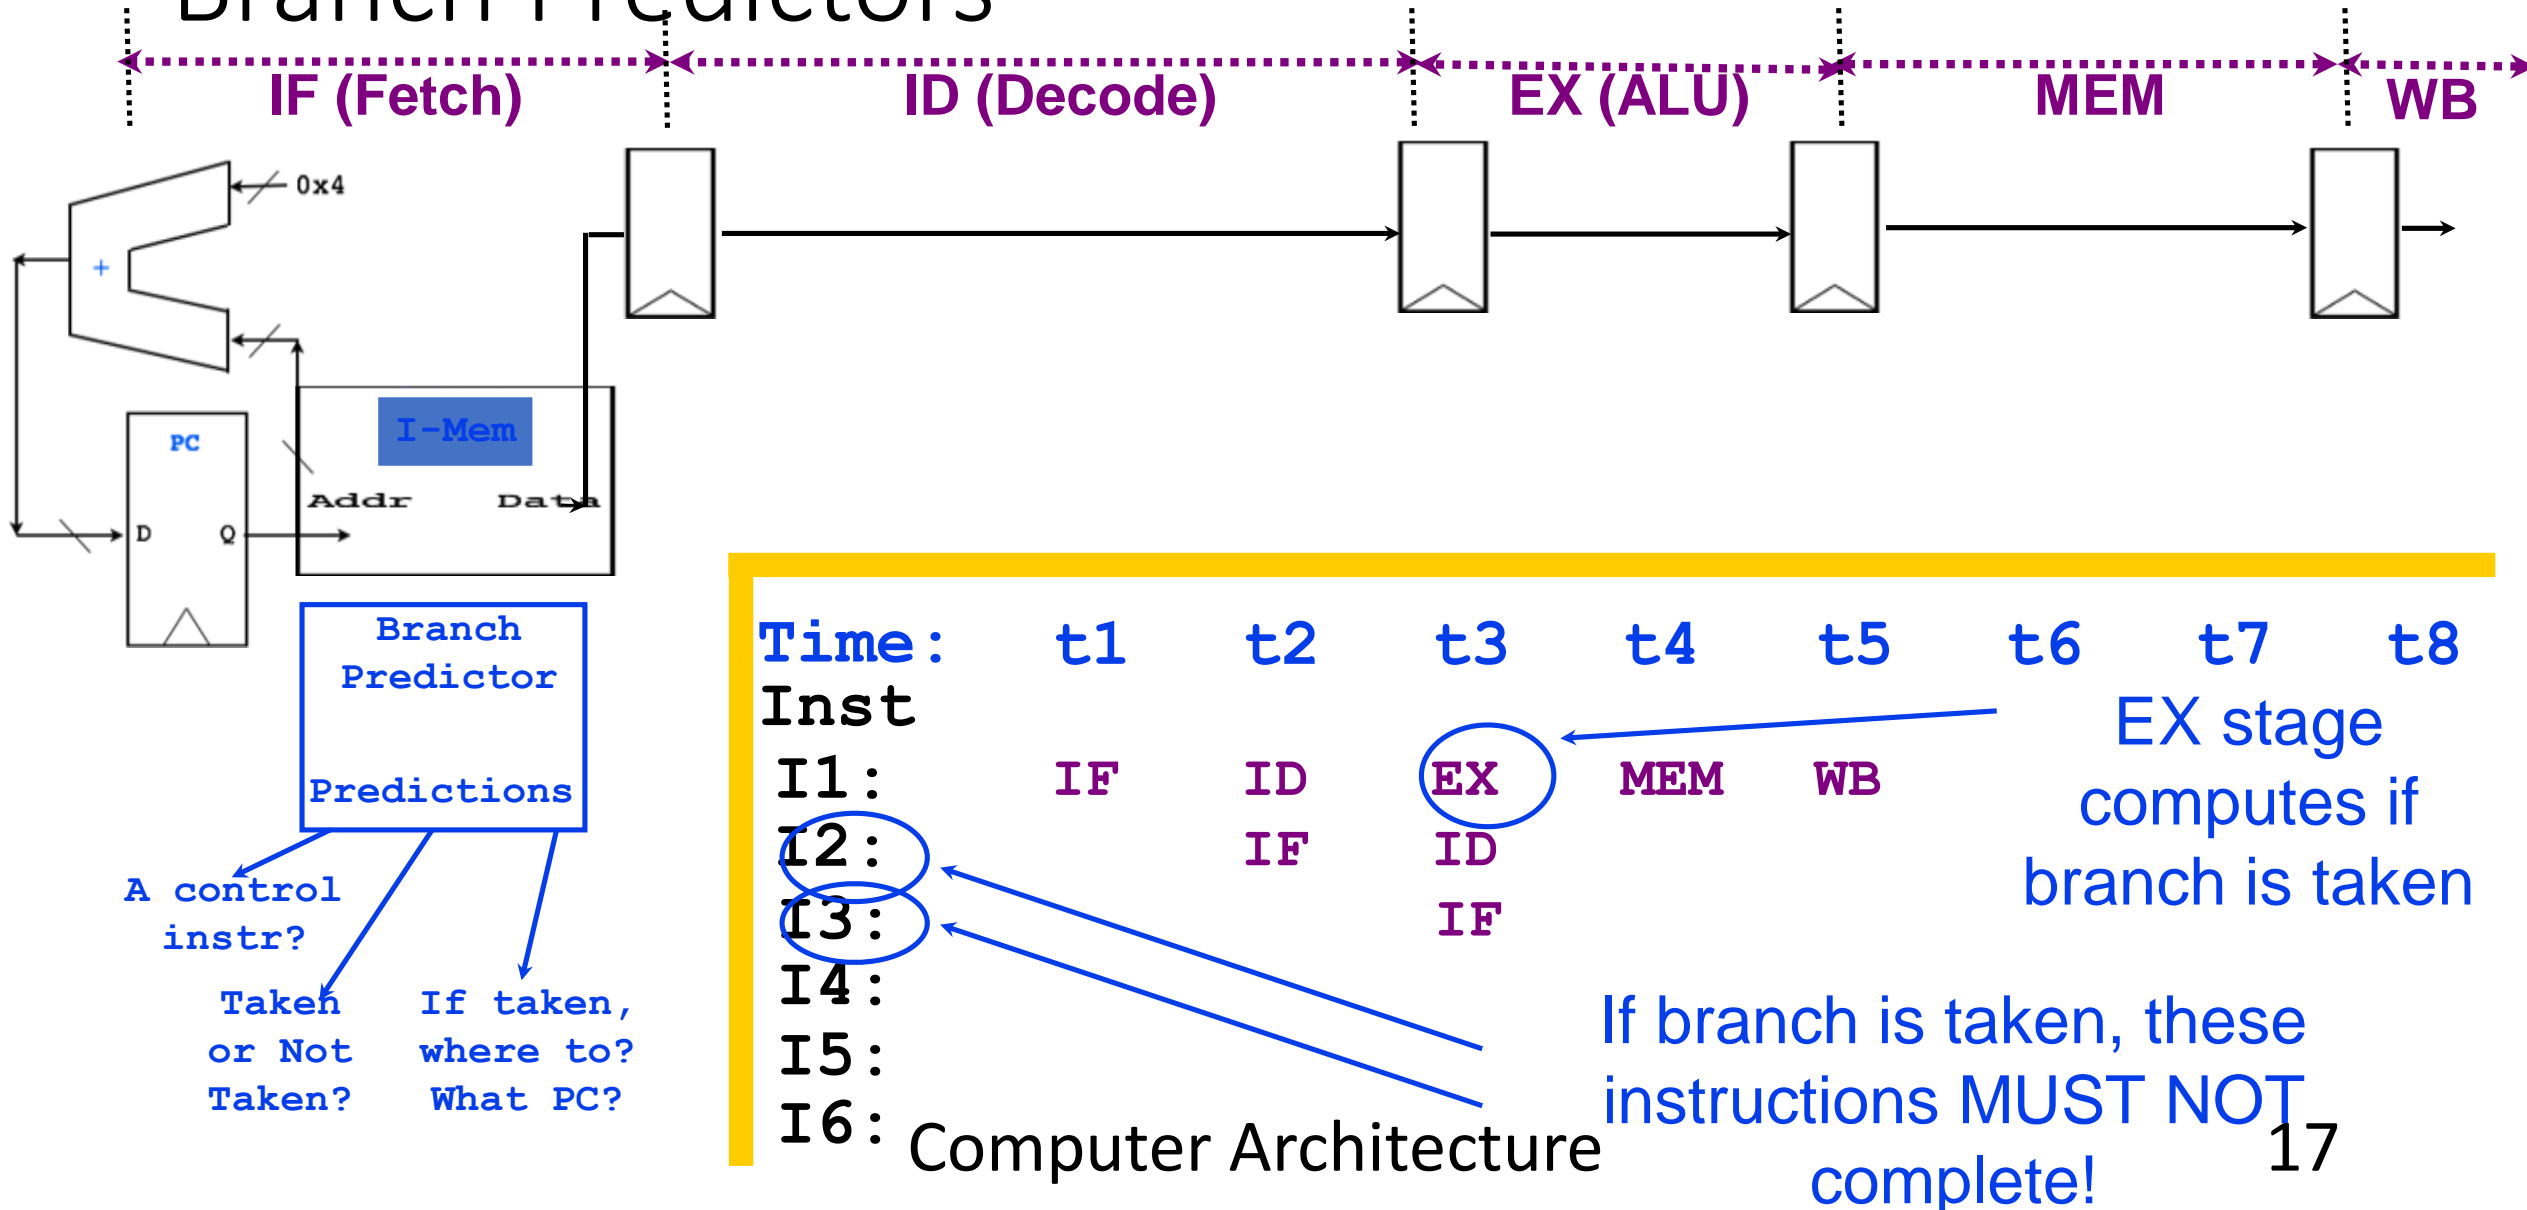 Branch Predictors
IF (Fetch) ID (Decode) EX (ALU) MEM WB
0x4
+
I-Mem
PC
Addr Data
D Q
Branch
Predictor
Predictions
A control
instr?
Taken
or Not
Taken?
If taken,
where to?
What PC?
Time: t1 t2 t3 t4 t5 t6 t7 t8
Inst
I1: IF ID EX MEM WB
I2: IF ID
I3: IF
I4:
I5:
I6:
EX stage
computes if
branch is taken
If branch is taken, these
instructions MUST NOT
complete!
Computer Architecture
17